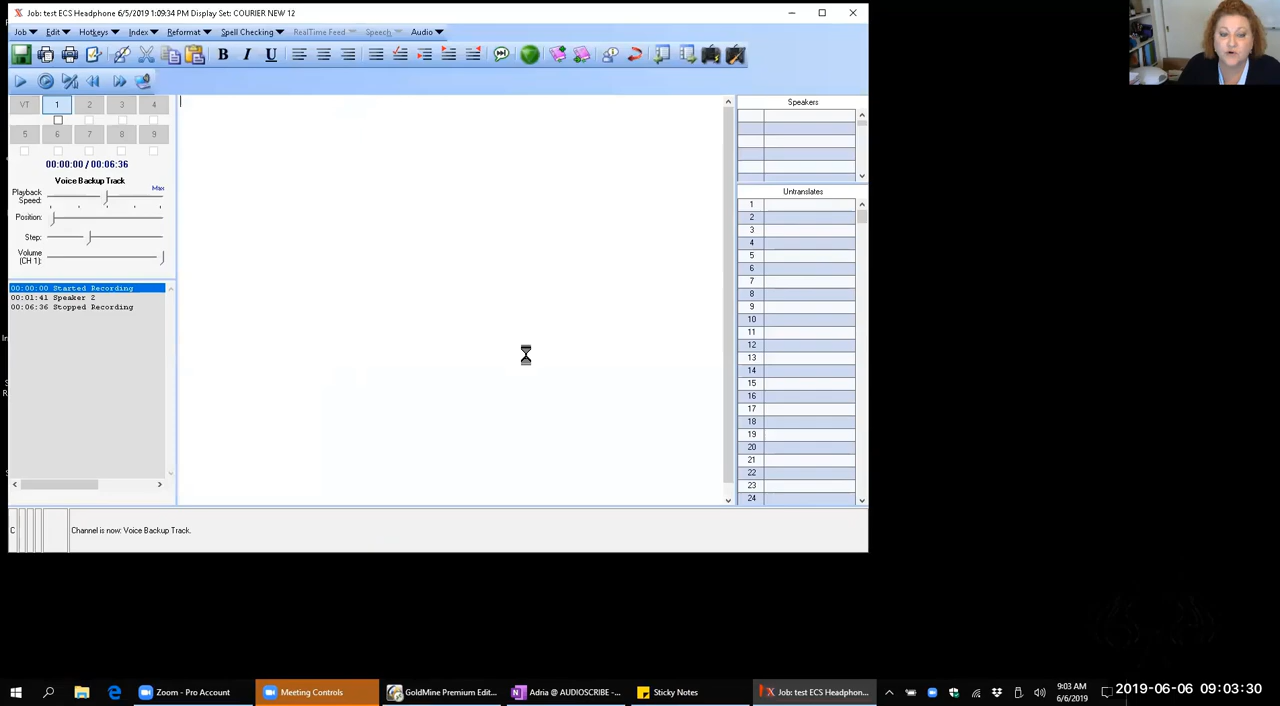 Job: test ECS Headphone 6/5/2019 1:09:34 PM Display Set: COURIER NEW 12
Job Edit Hotkeys Index Reformat Spell Checking RealTime Feed Speech Audio
B I U
VT 1 2 3 4
5 6 7 8 9
00:00:00 / 00:06:36
Voice Backup Track
Max
Playback
Speed:
Position:
Step:
Volume
(CH 1):
00:00:00 Started Recording
00:01:41 Speaker 2
00:06:36 Stopped Recording
Speakers
Untranslates
1
2
3
4
5
6
7
8
9
10
11
12
13
14
15
16
17
18
19
20
21
22
23
24
C
Channel is now: Voice Backup Track.
Zoom - Pro Account
Meeting Controls
GoldMine Premium Edit...
Adria @ AUDIOSCRIBE -...
Sticky Notes
Job: test ECS Headphon...
9:03 AM
6/6/2019
2019-06-06 09:03:30